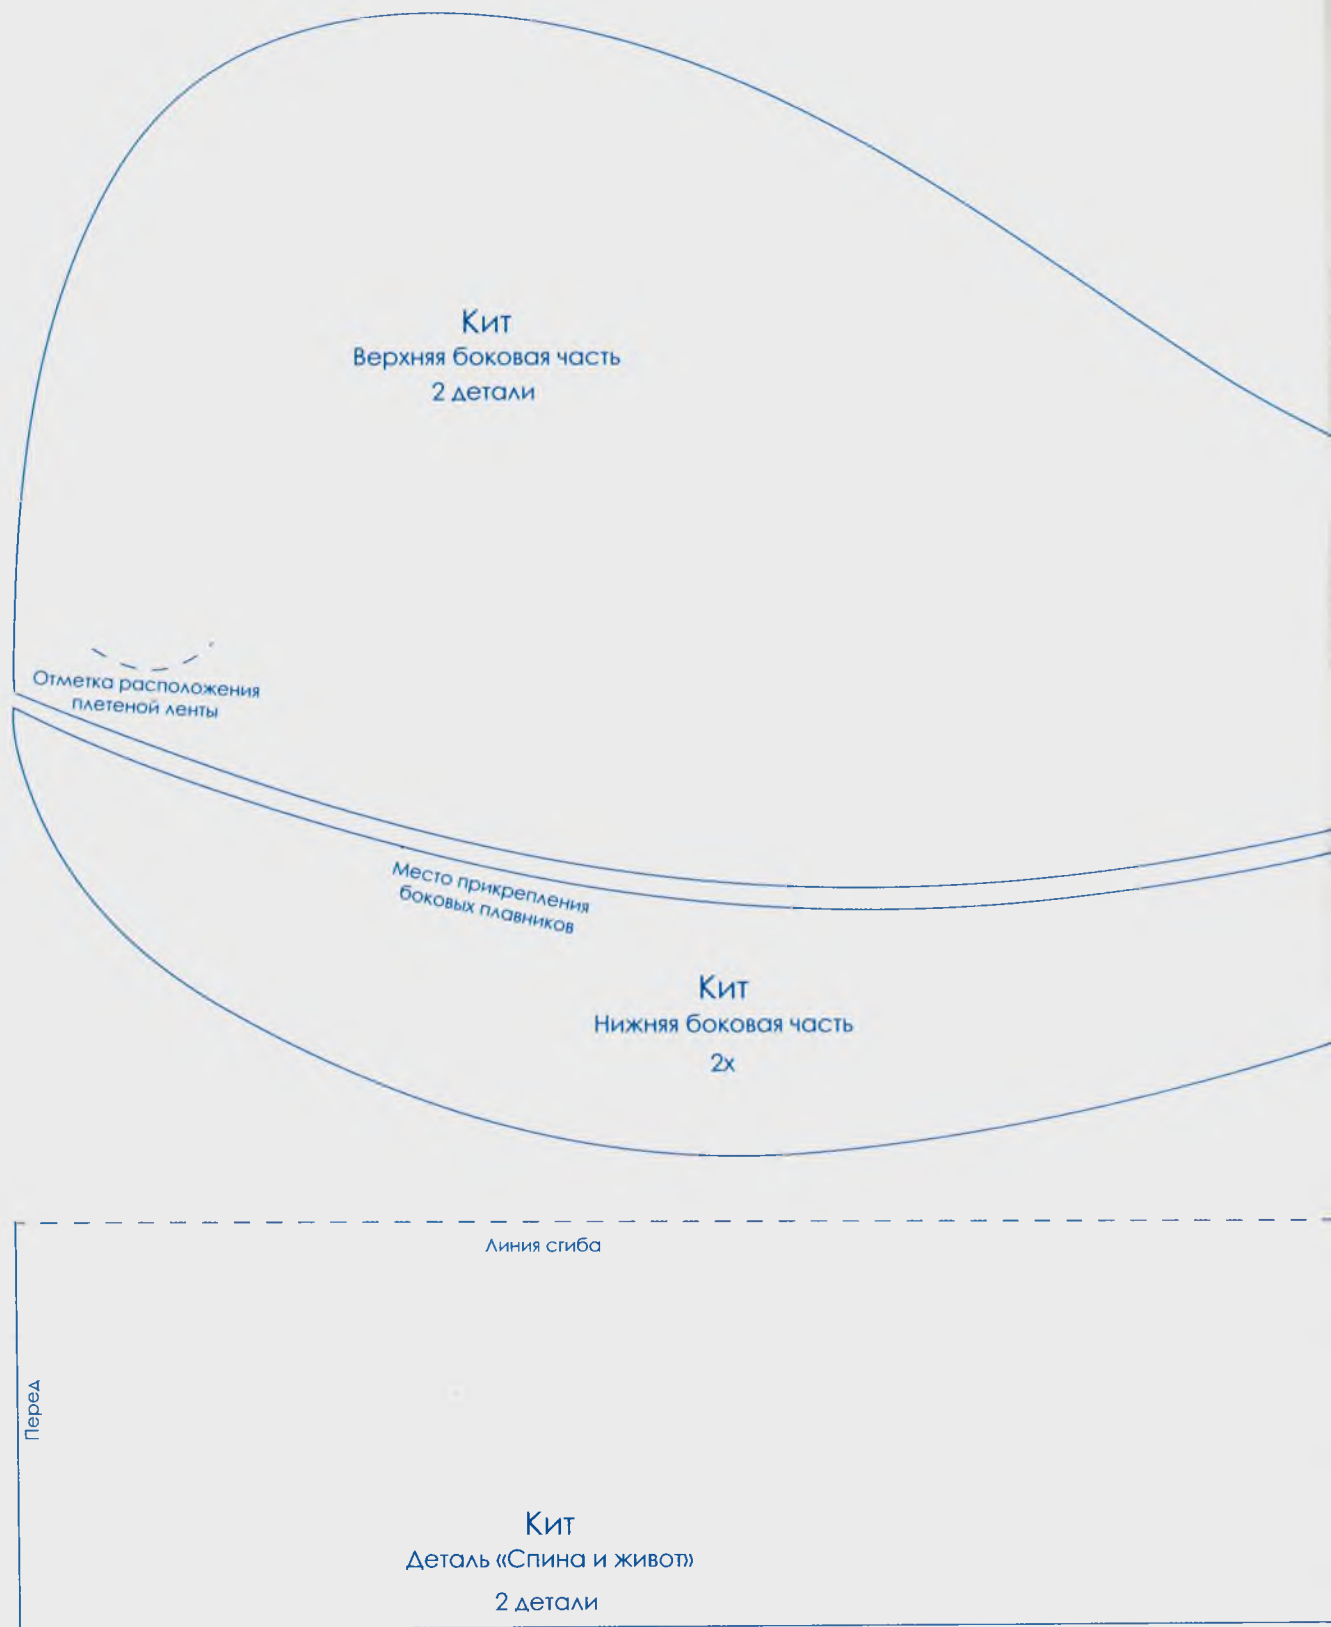 Кит
Верхняя боковая часть
2 детали
Отметка расположения
плетеной ленты
Место прикрепления
боковых плавников
Кит
Нижняя боковая часть
2х
Линия сгиба
Перед
Кит
Деталь «Спина и живот»
2 детали